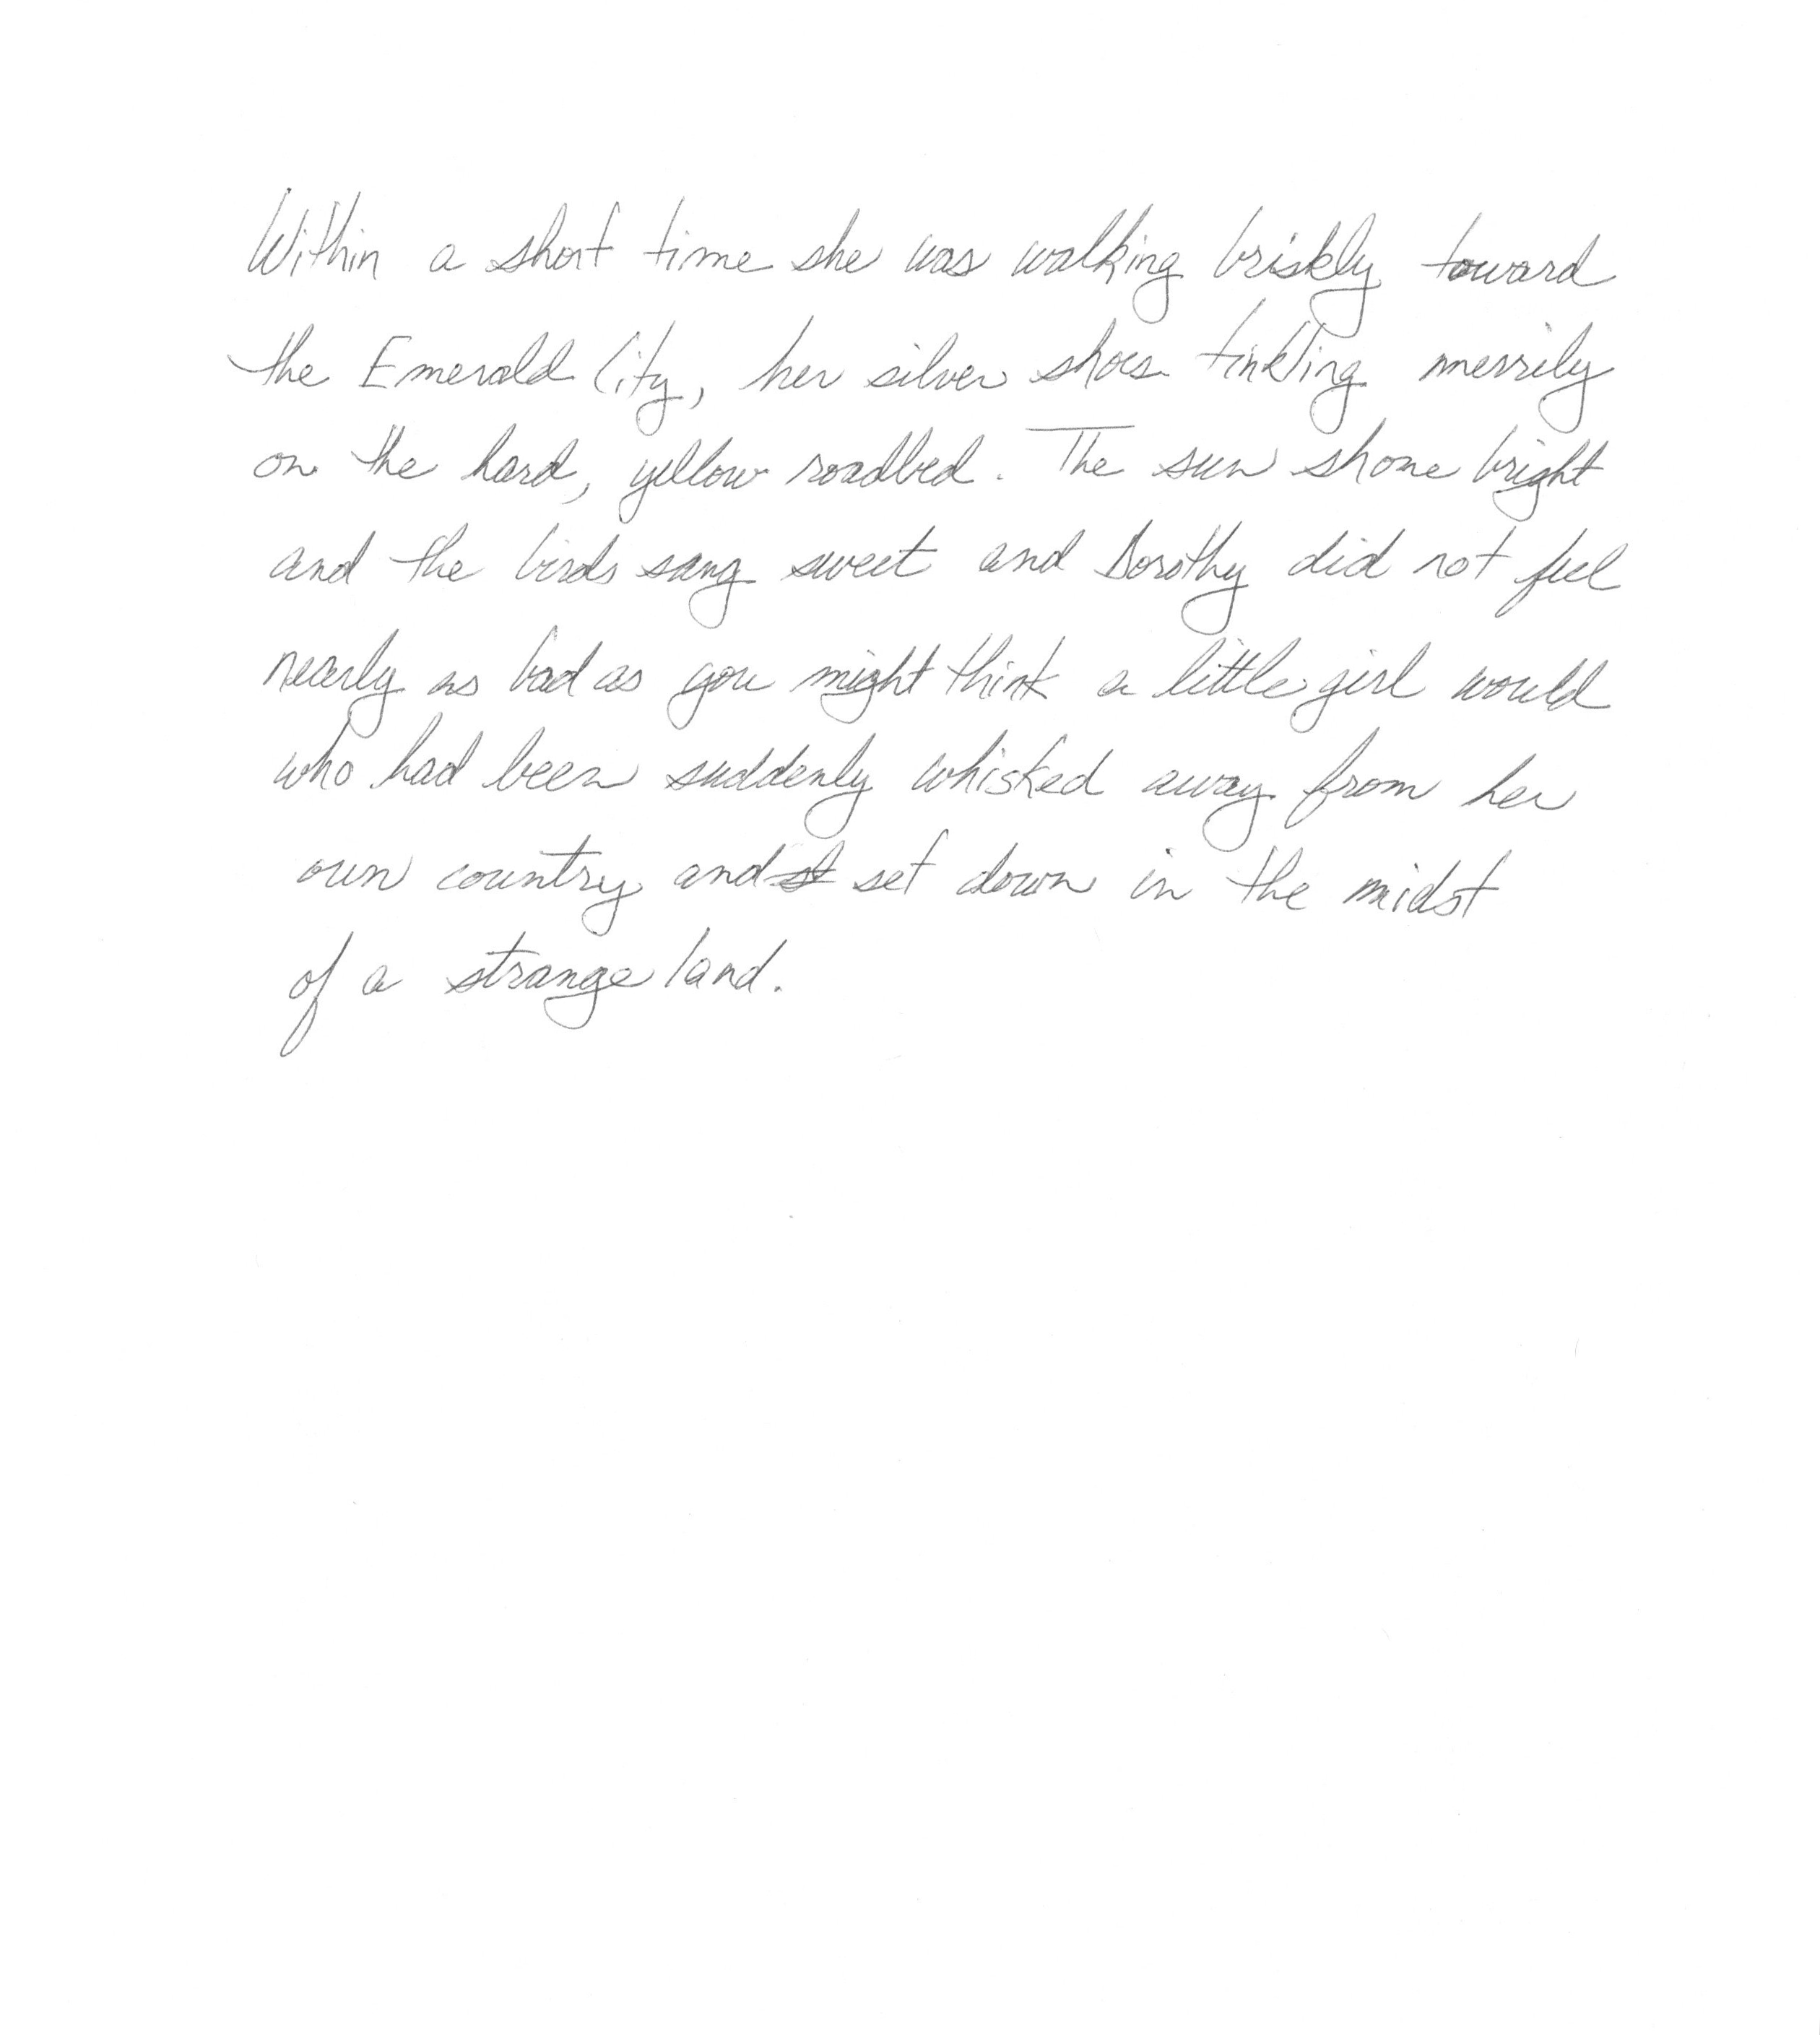 Within a short time she was walking briskly toward
the Emerald City, her silver shoes tinkling merrily
on the hard, yellow roadbed. The sun shone bright
and the birds sang sweet and Dorothy did not feel
nearly as bad as you might think a little girl would
who had been suddenly whisked away from her
own country and st set down in the midst
of a strange land.